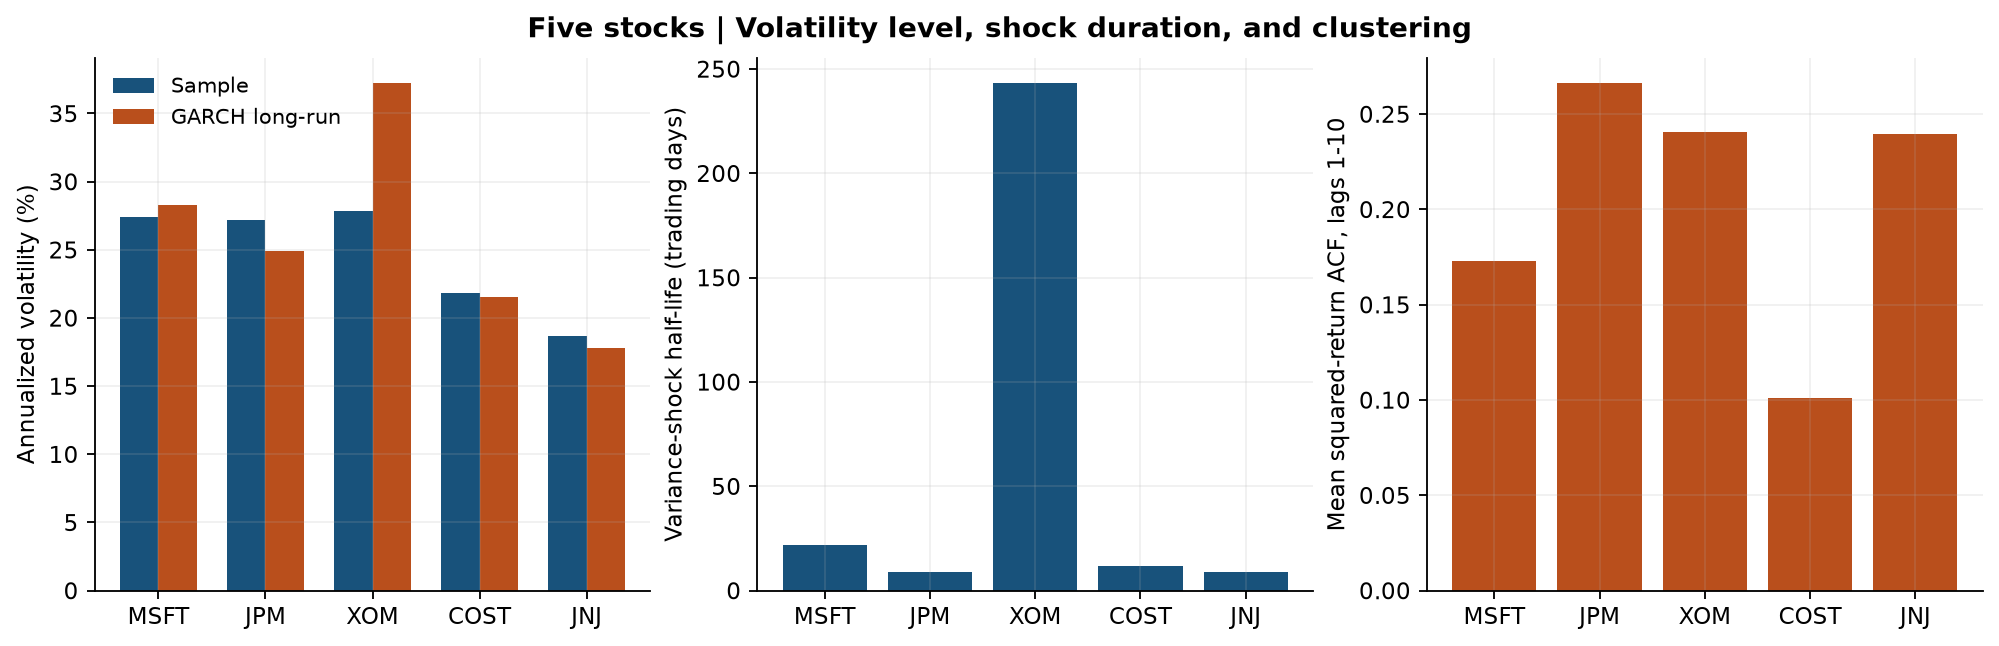 Five stocks | Volatility level, shock duration, and clustering
Annualized volatility (%)
35
30
25
20
15
10
5
0
Sample
GARCH long-run
MSFT
JPM
XOM
COST
JNJ
Variance-shock half-life (trading days)
250
200
150
100
50
0
MSFT
JPM
XOM
COST
JNJ
Mean squared-return ACF, lags 1-10
0.25
0.20
0.15
0.10
0.05
0.00
MSFT
JPM
XOM
COST
JNJ